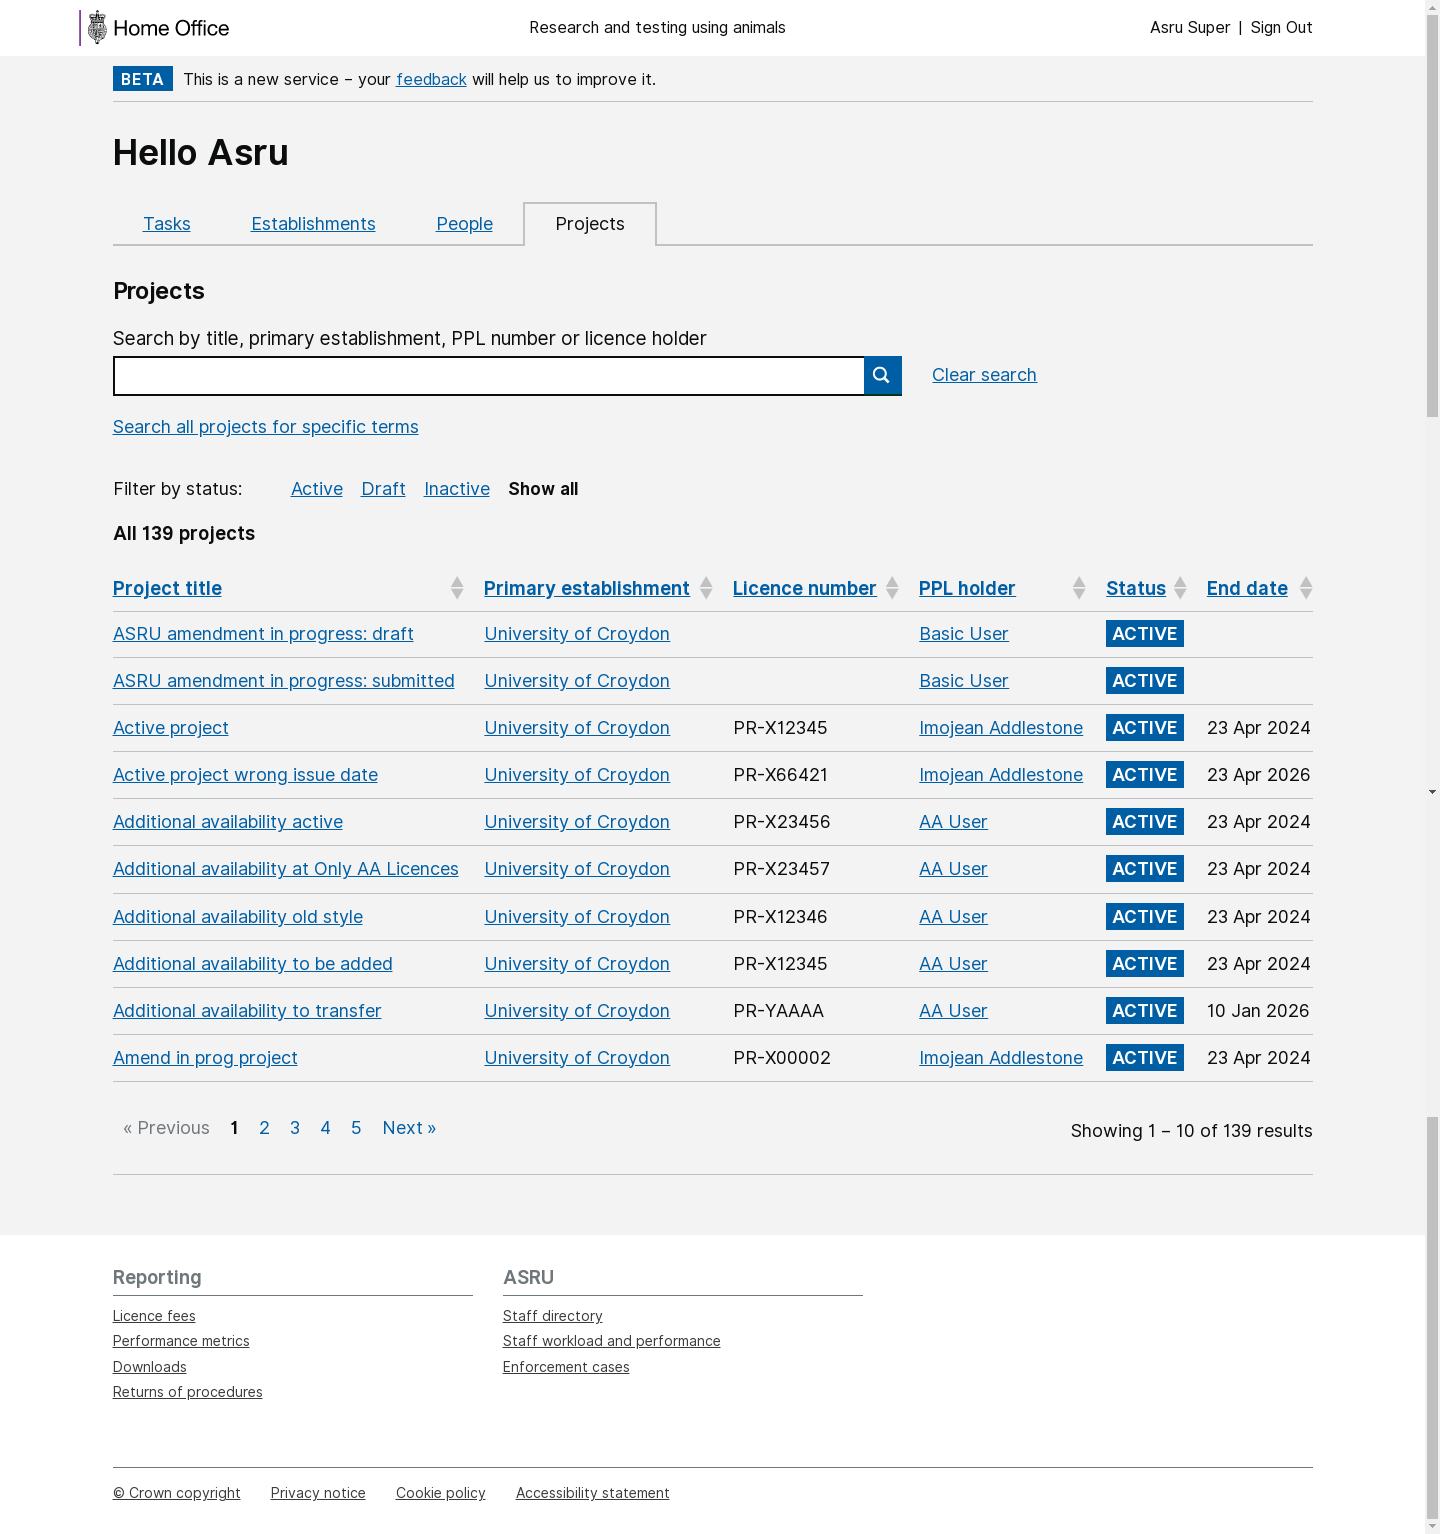 Home Office Research and testing using animals Asru Super | Sign Out
BETA This is a new service – your feedback will help us to improve it.
Hello Asru
Tasks Establishments People Projects
Projects
Search by title, primary establishment, PPL number or licence holder
Clear search
Search all projects for specific terms
Filter by status: Active Draft Inactive Show all
All 139 projects
Project title Primary establishment Licence number PPL holder Status End date
ASRU amendment in progress: draft University of Croydon Basic User ACTIVE
ASRU amendment in progress: submitted University of Croydon Basic User ACTIVE
Active project University of Croydon PR-X12345 Imojean Addlestone ACTIVE 23 Apr 2024
Active project wrong issue date University of Croydon PR-X66421 Imojean Addlestone ACTIVE 23 Apr 2026
Additional availability active University of Croydon PR-X23456 AA User ACTIVE 23 Apr 2024
Additional availability at Only AA Licences University of Croydon PR-X23457 AA User ACTIVE 23 Apr 2024
Additional availability old style University of Croydon PR-X12346 AA User ACTIVE 23 Apr 2024
Additional availability to be added University of Croydon PR-X12345 AA User ACTIVE 23 Apr 2024
Additional availability to transfer University of Croydon PR-YAAAA AA User ACTIVE 10 Jan 2026
Amend in prog project University of Croydon PR-X00002 Imojean Addlestone ACTIVE 23 Apr 2024
« Previous 1 2 3 4 5 Next » Showing 1 – 10 of 139 results
Reporting ASRU
Licence fees Staff directory
Performance metrics Staff workload and performance
Downloads Enforcement cases
Returns of procedures
© Crown copyright Privacy notice Cookie policy Accessibility statement